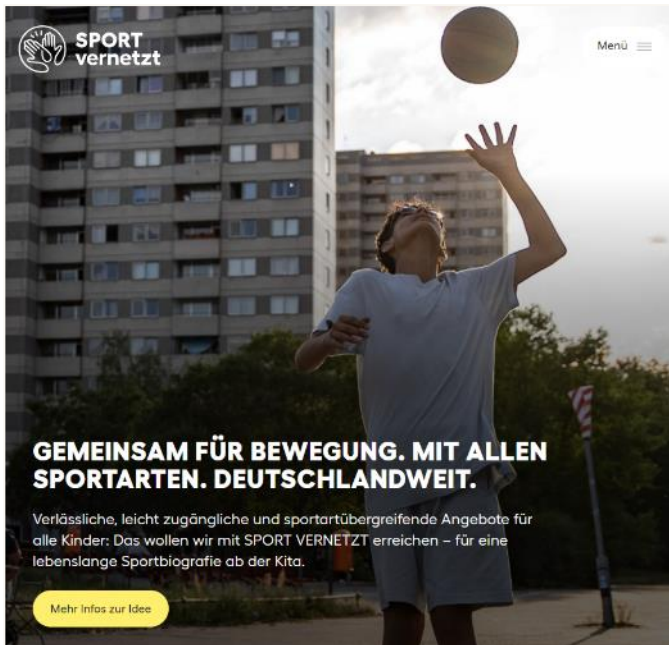 SPORT
vernetzt
Menü
GEMEINSAM FÜR BEWEGUNG. MIT ALLEN
SPORTARTEN. DEUTSCHLANDWEIT.
Verlässliche, leicht zugängliche und sportartübergreifende Angebote für
alle Kinder: Das wollen wir mit SPORT VERNETZT erreichen – für eine
lebenslange Sportbiografie ab der Kita.
Mehr Infos zur Idee